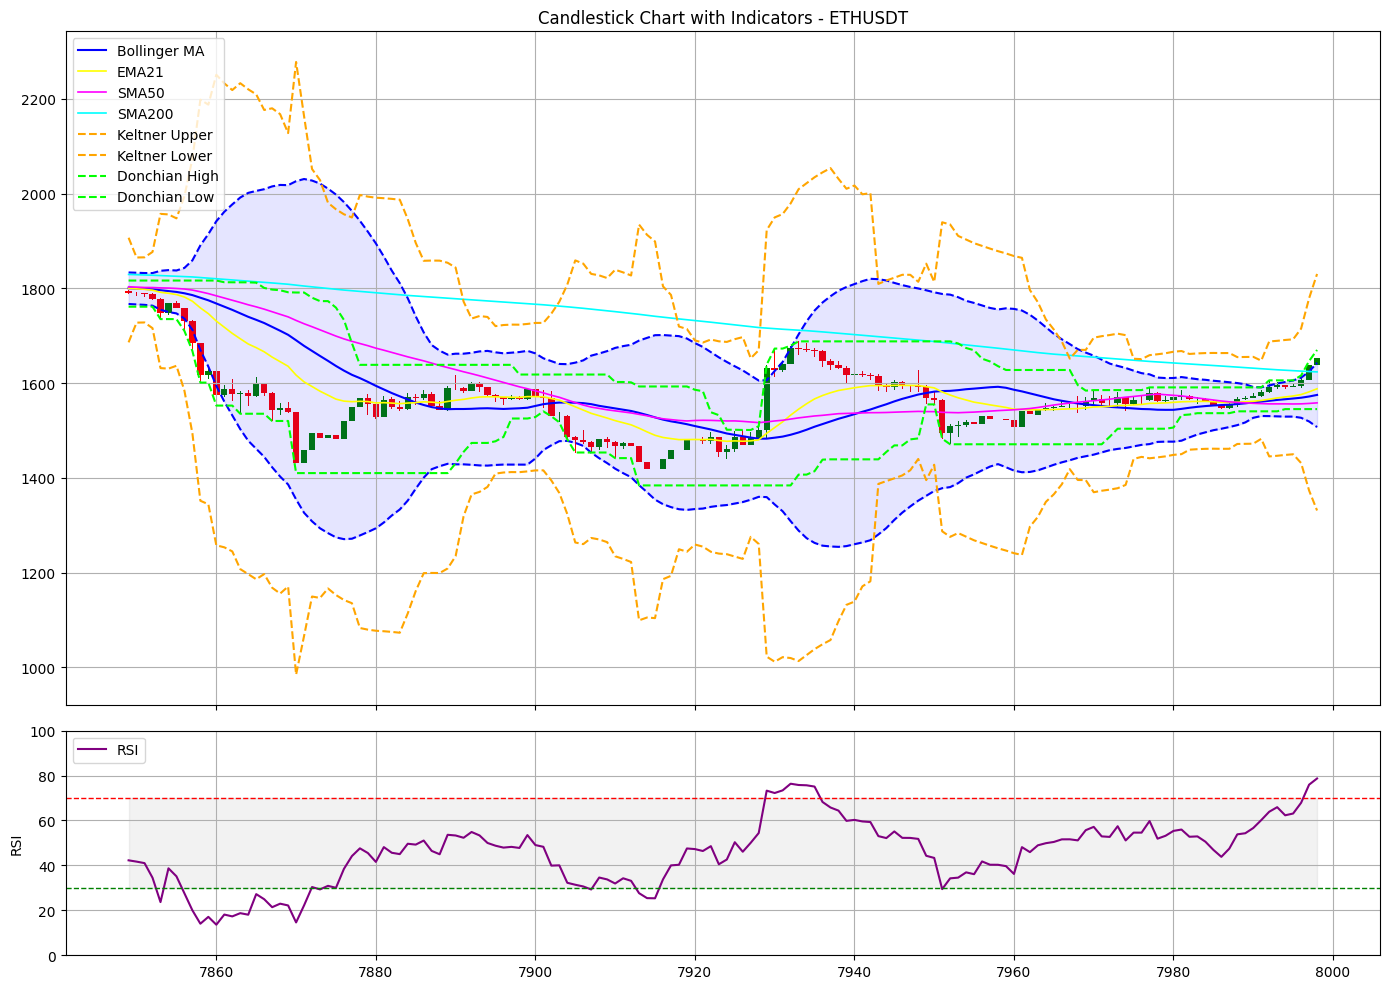 Candlestick Chart with Indicators - ETHUSDT
Bollinger MA
EMA21
SMA50
SMA200
Keltner Upper
Keltner Lower
Donchian High
Donchian Low
2200
2000
1800
1600
1400
1200
1000
RSI
100
80
60
40
20
0
RSI
7860 7880 7900 7920 7940 7960 7980 8000